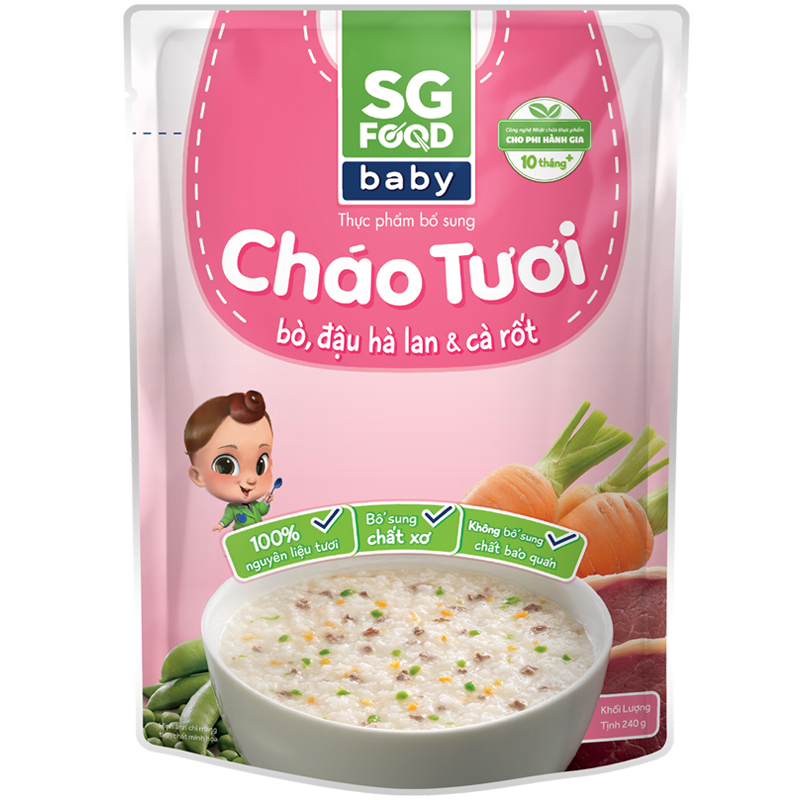 SG
FOOD
baby
Công nghệ Nhật chứa thực phẩm
CHO PHI HÀNH GIA
10 tháng+
Thực phẩm bổ sung
Cháo Tươi
bò, đậu hà lan & cà rốt
100%
nguyên liệu tươi
Bổ sung
chất xơ
Không bổ sung
chất bảo quản
Khối Lượng
Tịnh 240 g